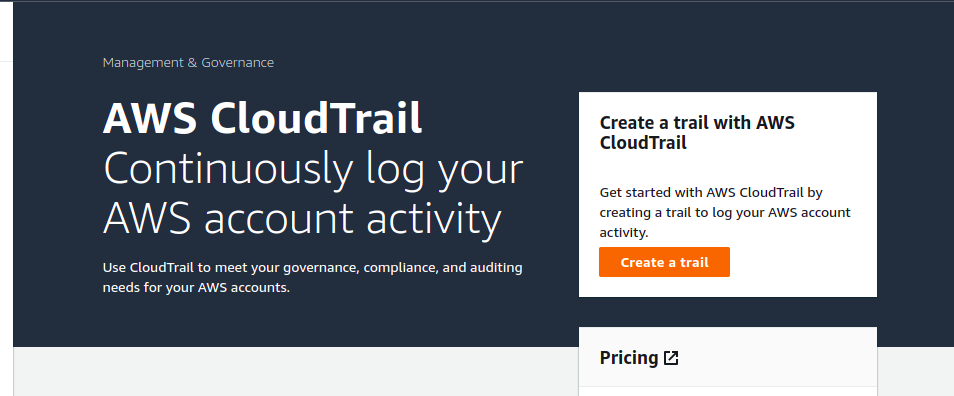 Management & Governance
AWS CloudTrail
Continuously log your
AWS account activity
Use CloudTrail to meet your governance, compliance, and auditing
needs for your AWS accounts.
Create a trail with AWS
CloudTrail
Get started with AWS CloudTrail by
creating a trail to log your AWS account
activity.
Create a trail
Pricing